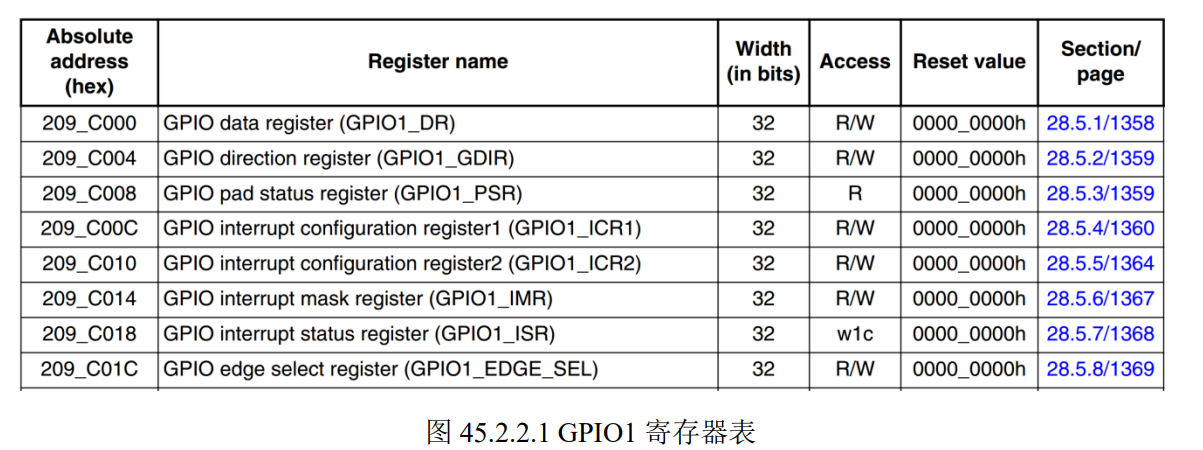 Absolute address (hex) Register name Width (in bits) Access Reset value Section/ page
209_C000 GPIO data register (GPIO1_DR) 32 R/W 0000_0000h 28.5.1/1358
209_C004 GPIO direction register (GPIO1_GDIR) 32 R/W 0000_0000h 28.5.2/1359
209_C008 GPIO pad status register (GPIO1_PSR) 32 R 0000_0000h 28.5.3/1359
209_C00C GPIO interrupt configuration register1 (GPIO1_ICR1) 32 R/W 0000_0000h 28.5.4/1360
209_C010 GPIO interrupt configuration register2 (GPIO1_ICR2) 32 R/W 0000_0000h 28.5.5/1364
209_C014 GPIO interrupt mask register (GPIO1_IMR) 32 R/W 0000_0000h 28.5.6/1367
209_C018 GPIO interrupt status register (GPIO1_ISR) 32 w1c 0000_0000h 28.5.7/1368
209_C01C GPIO edge select register (GPIO1_EDGE_SEL) 32 R/W 0000_0000h 28.5.8/1369
图 45.2.2.1 GPIO1 寄存器表